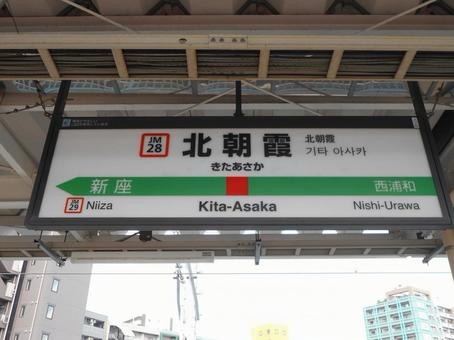 JM
28
北朝霞
きたあさか
北朝霞
기타 아사카
新座
西浦和
JM
29
Niiza
Kita-Asaka
Nishi-Urawa